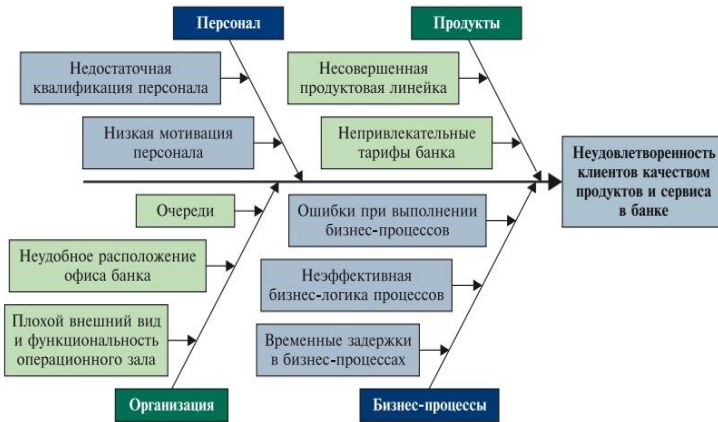 Персонал
Продукты
Недостаточная
квалификация персонала
Низкая мотивация
персонала
Несовершенная
продуктовая линейка
Непривлекательные
тарифы банка
Неудовлетворенность
клиентов качеством
продуктов и сервиса
в банке
Очереди
Неудобное расположение
офиса банка
Плохой внешний вид
и функциональность
операционного зала
Ошибки при выполнении
бизнес-процессов
Неэффективная
бизнес-логика процессов
Временные задержки
в бизнес-процессах
Организация
Бизнес-процессы